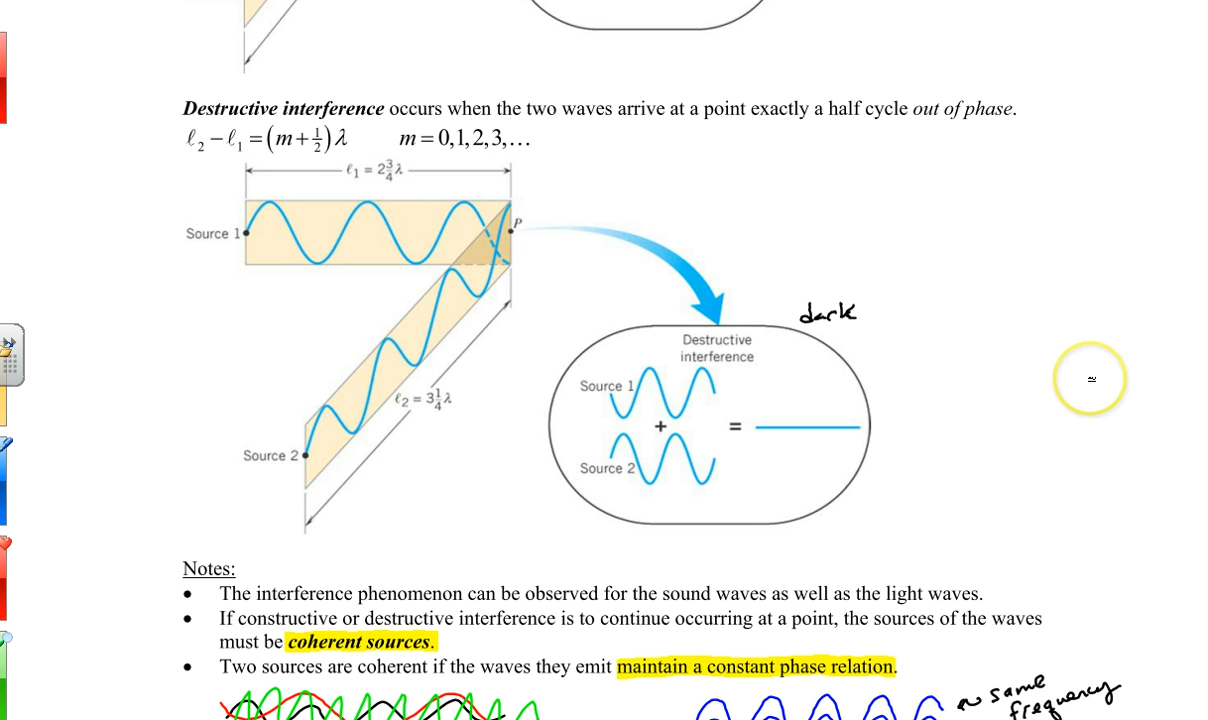 Destructive interference occurs when the two waves arrive at a point exactly a half cycle out of phase.
ℓ₂ − ℓ₁ = (m + ½)λ m = 0,1,2,3,…
ℓ₁ = 2¾λ
Source 1
P
Source 2
ℓ₂ = 3¼λ
dark
Destructive
interference
Source 1
+
=
Source 2
Notes:
• The interference phenomenon can be observed for the sound waves as well as the light waves.
• If constructive or destructive interference is to continue occurring at a point, the sources of the waves
must be coherent sources.
• Two sources are coherent if the waves they emit maintain a constant phase relation.
same
frequency